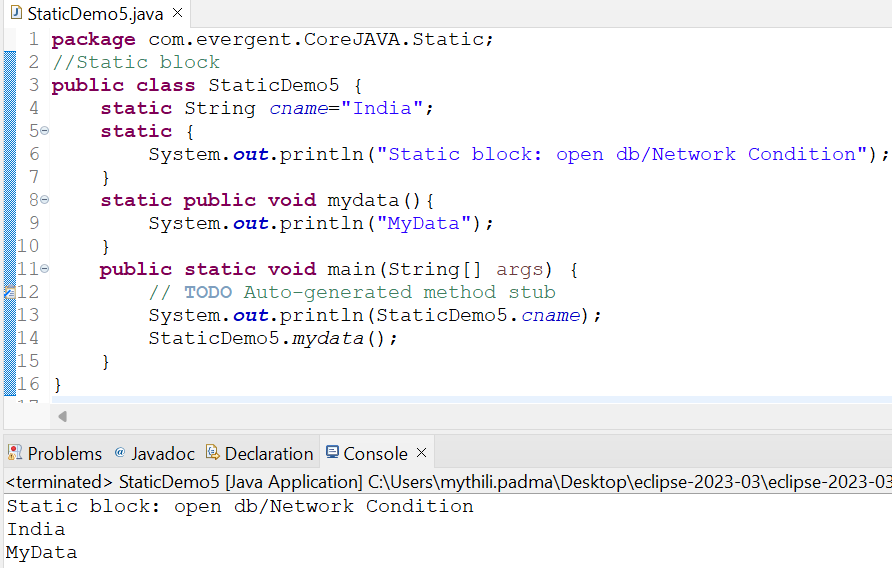 StaticDemo5.java
1 package com.evergent.CoreJAVA.Static;
2 //Static block
3 public class StaticDemo5 {
4     static String cname="India";
5     static {
6         System.out.println("Static block: open db/Network Condition");
7     }
8     static public void mydata(){
9         System.out.println("MyData");
10     }
11     public static void main(String[] args) {
12         // TODO Auto-generated method stub
13         System.out.println(StaticDemo5.cname);
14         StaticDemo5.mydata();
15     }
16 }
Problems @ Javadoc Declaration Console
<terminated> StaticDemo5 [Java Application] C:\Users\mythili.padma\Desktop\eclipse-2023-03\eclipse-2023-03
Static block: open db/Network Condition
India
MyData